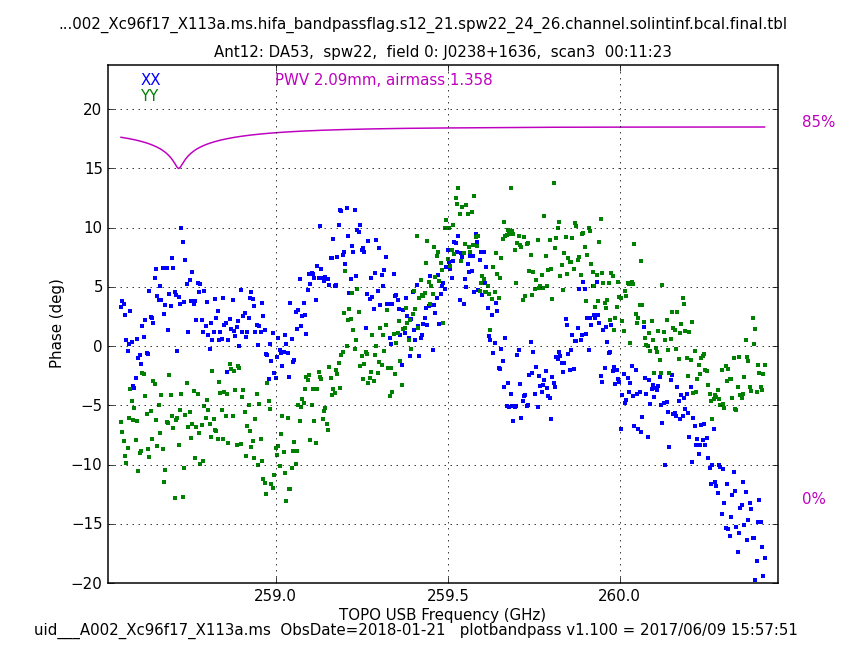 ...002_Xc96f17_X113a.ms.hifa_bandpassflag.s12_21.spw22_24_26.channel.solintinf.bcal.final.tbl
Ant12: DA53,  spw22,  field 0: J0238+1636,  scan3  00:11:23
XX
PWV 2.09mm, airmass 1.358
YY
85%
0%
20
15
10
5
0
−5
−10
−15
−20
Phase (deg)
259.0
259.5
260.0
TOPO USB Frequency (GHz)
uid___A002_Xc96f17_X113a.ms  ObsDate=2018-01-21   plotbandpass v1.100 = 2017/06/09 15:57:51